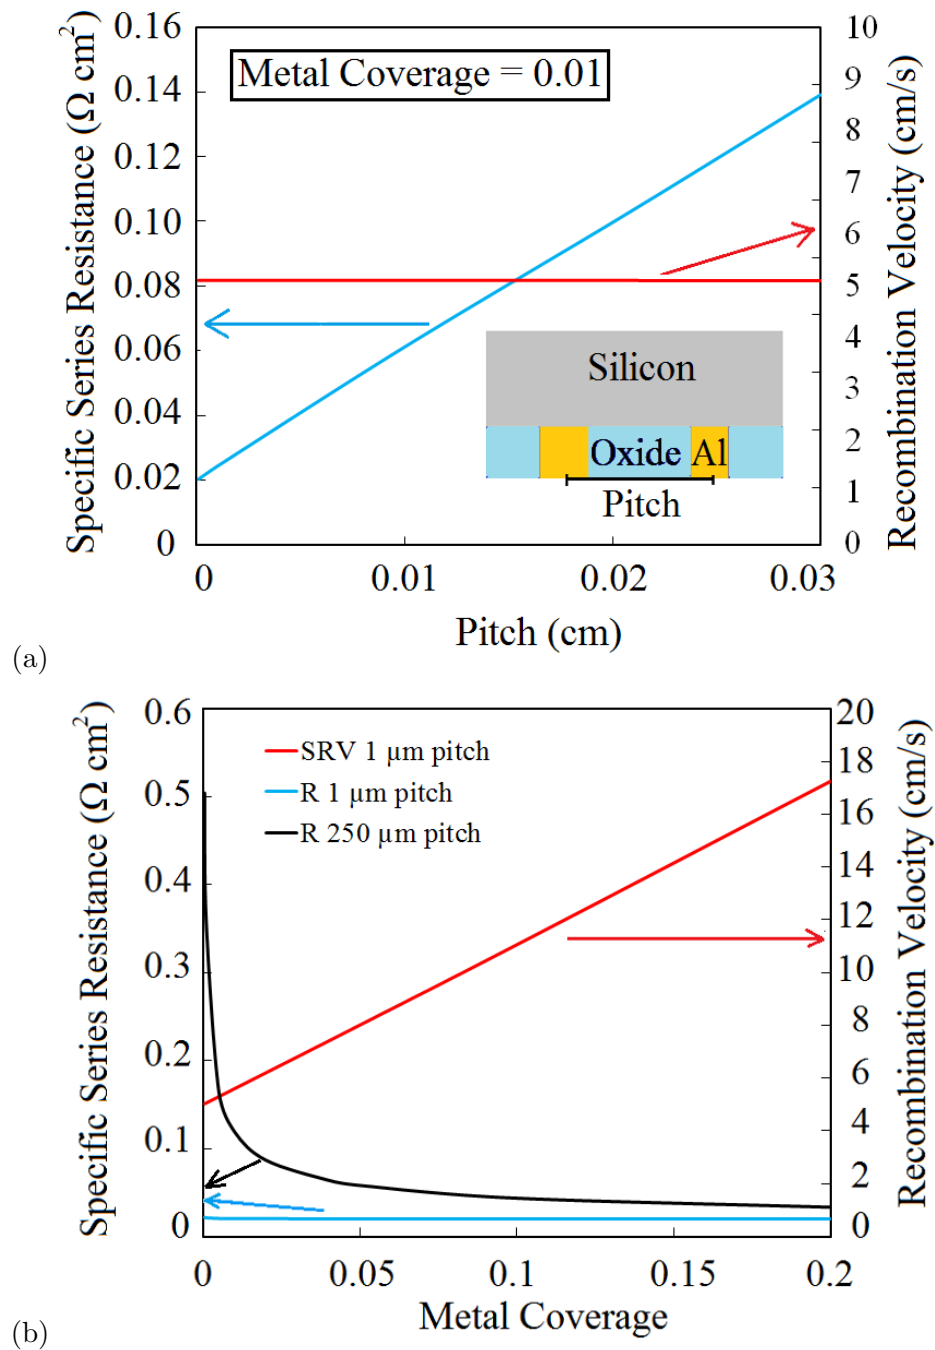 Specific Series Resistance (Ω cm²)
0.16
0.14
0.12
0.10
0.08
0.06
0.04
0.02
0
Metal Coverage = 0.01
10
9
8
7
6
5
4
3
2
1
0
Recombination Velocity (cm/s)
Silicon
Oxide Al
Pitch
0 0.01 0.02 0.03
Pitch (cm)
(a)
Specific Series Resistance (Ω cm²)
0.6
0.5
0.4
0.3
0.2
0.1
0
SRV 1 µm pitch
R 1 µm pitch
R 250 µm pitch
20
18
16
14
12
10
8
6
4
2
0
Recombination Velocity (cm/s)
0 0.05 0.1 0.15 0.2
Metal Coverage
(b)